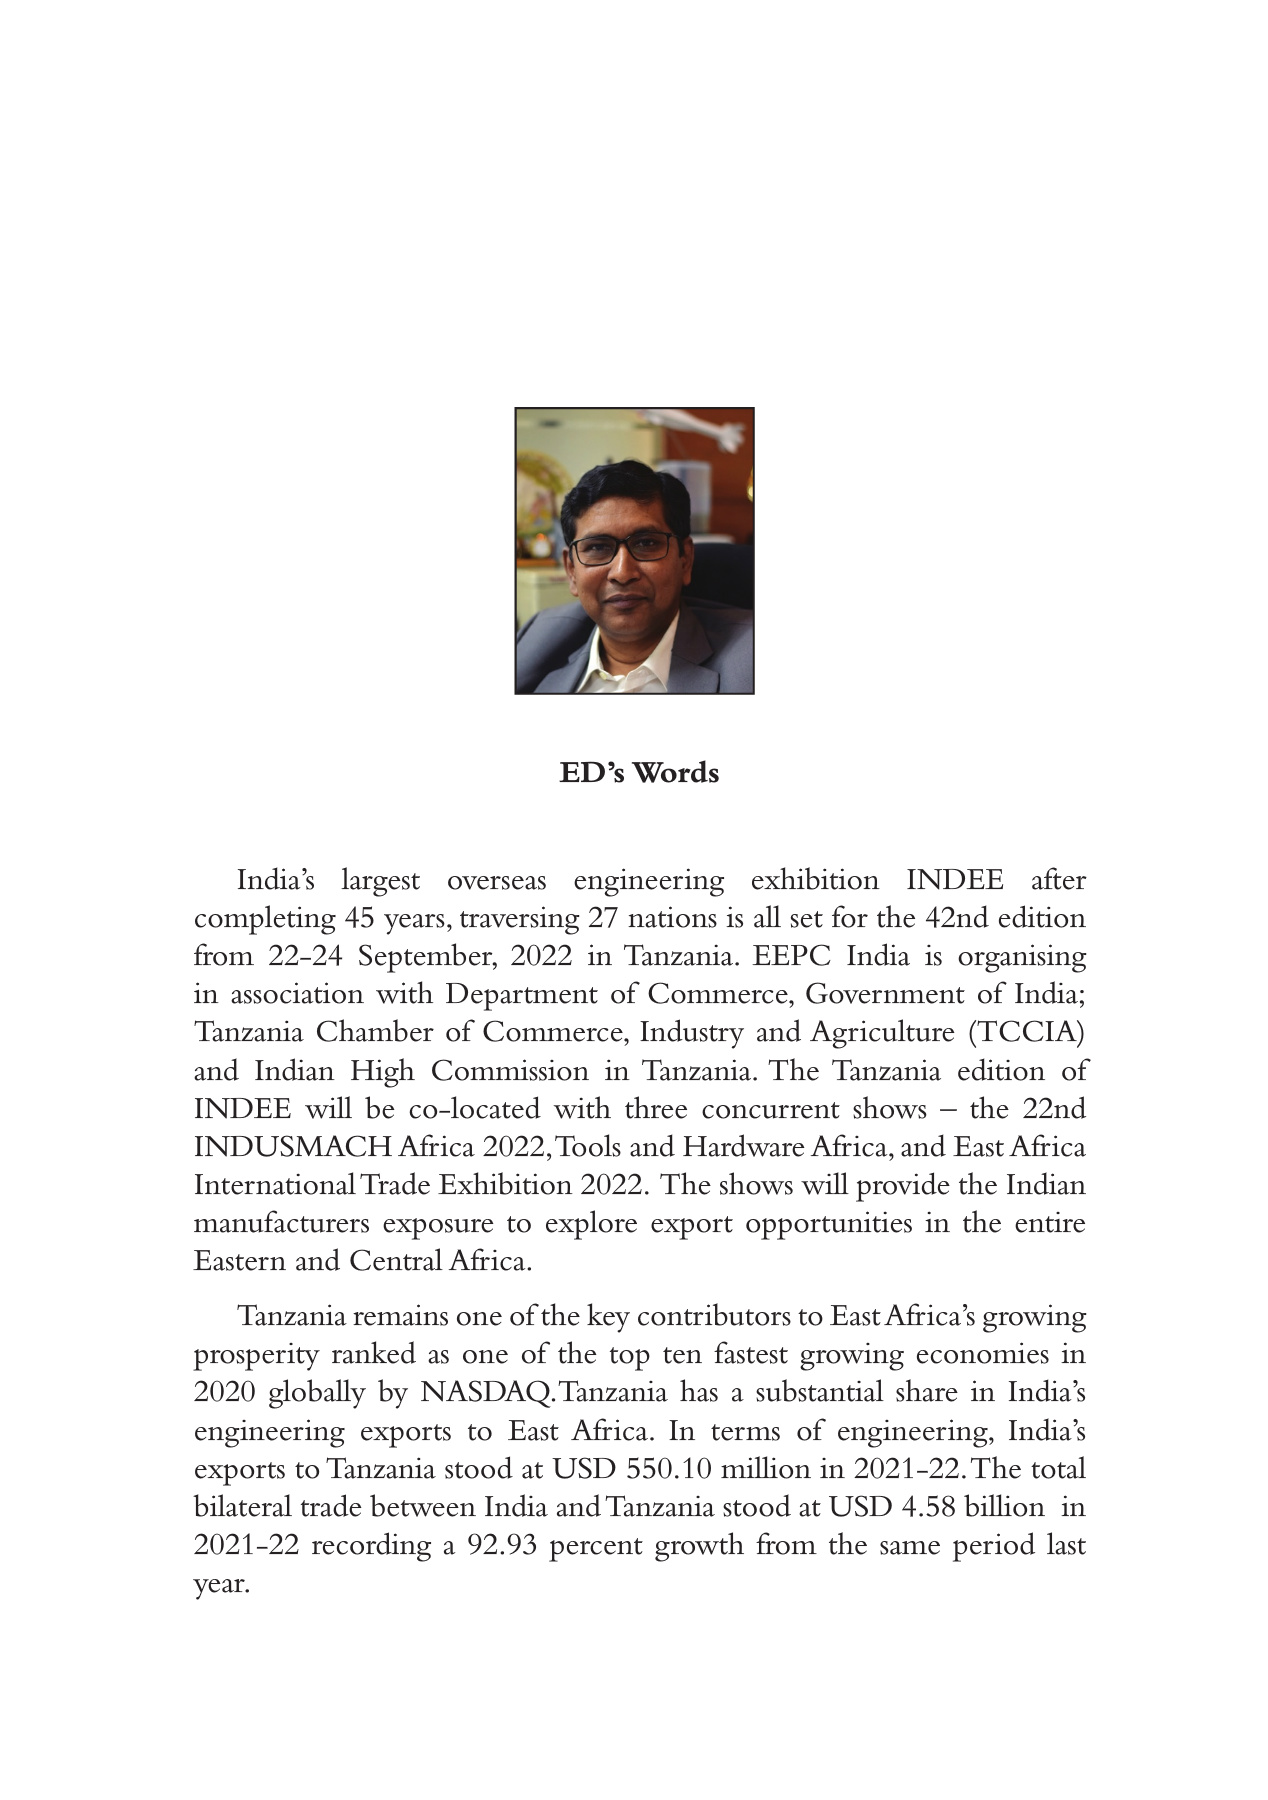 ED’s Words
India’s largest overseas engineering exhibition INDEE after
completing 45 years, traversing 27 nations is all set for the 42nd edition
from 22-24 September, 2022 in Tanzania. EEPC India is organising
in association with Department of Commerce, Government of India;
Tanzania Chamber of Commerce, Industry and Agriculture (TCCIA)
and Indian High Commission in Tanzania. The Tanzania edition of
INDEE will be co-located with three concurrent shows – the 22nd
INDUSMACH Africa 2022, Tools and Hardware Africa, and East Africa
International Trade Exhibition 2022. The shows will provide the Indian
manufacturers exposure to explore export opportunities in the entire
Eastern and Central Africa.
Tanzania remains one of the key contributors to East Africa’s growing
prosperity ranked as one of the top ten fastest growing economies in
2020 globally by NASDAQ. Tanzania has a substantial share in India’s
engineering exports to East Africa. In terms of engineering, India’s
exports to Tanzania stood at USD 550.10 million in 2021-22. The total
bilateral trade between India and Tanzania stood at USD 4.58 billion in
2021-22 recording a 92.93 percent growth from the same period last
year.